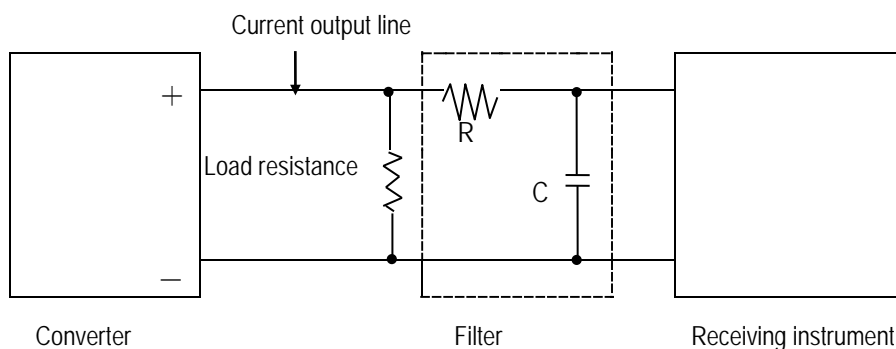 Current output line
+
R
Load resistance
C
—
Converter
Filter
Receiving instrument